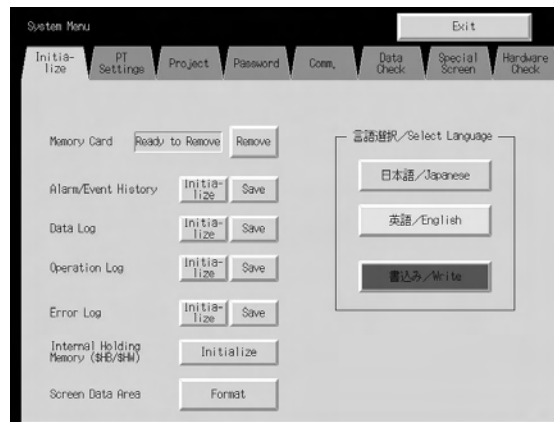 System Menu
Exit
Initia-
lize
PT
Settings
Project
Password
Comm.
Data
Check
Special
Screen
Hardware
Check
Memory Card
Ready to Remove
Remove
言語選択/Select Language
日本語/Japanese
英語/English
書込み/Write
Alarm/Event History
Initia-
lize
Save
Data Log
Initia-
lize
Save
Operation Log
Initia-
lize
Save
Error Log
Initia-
lize
Save
Internal Holding
Memory ($HB/$HW)
Initialize
Screen Data Area
Format